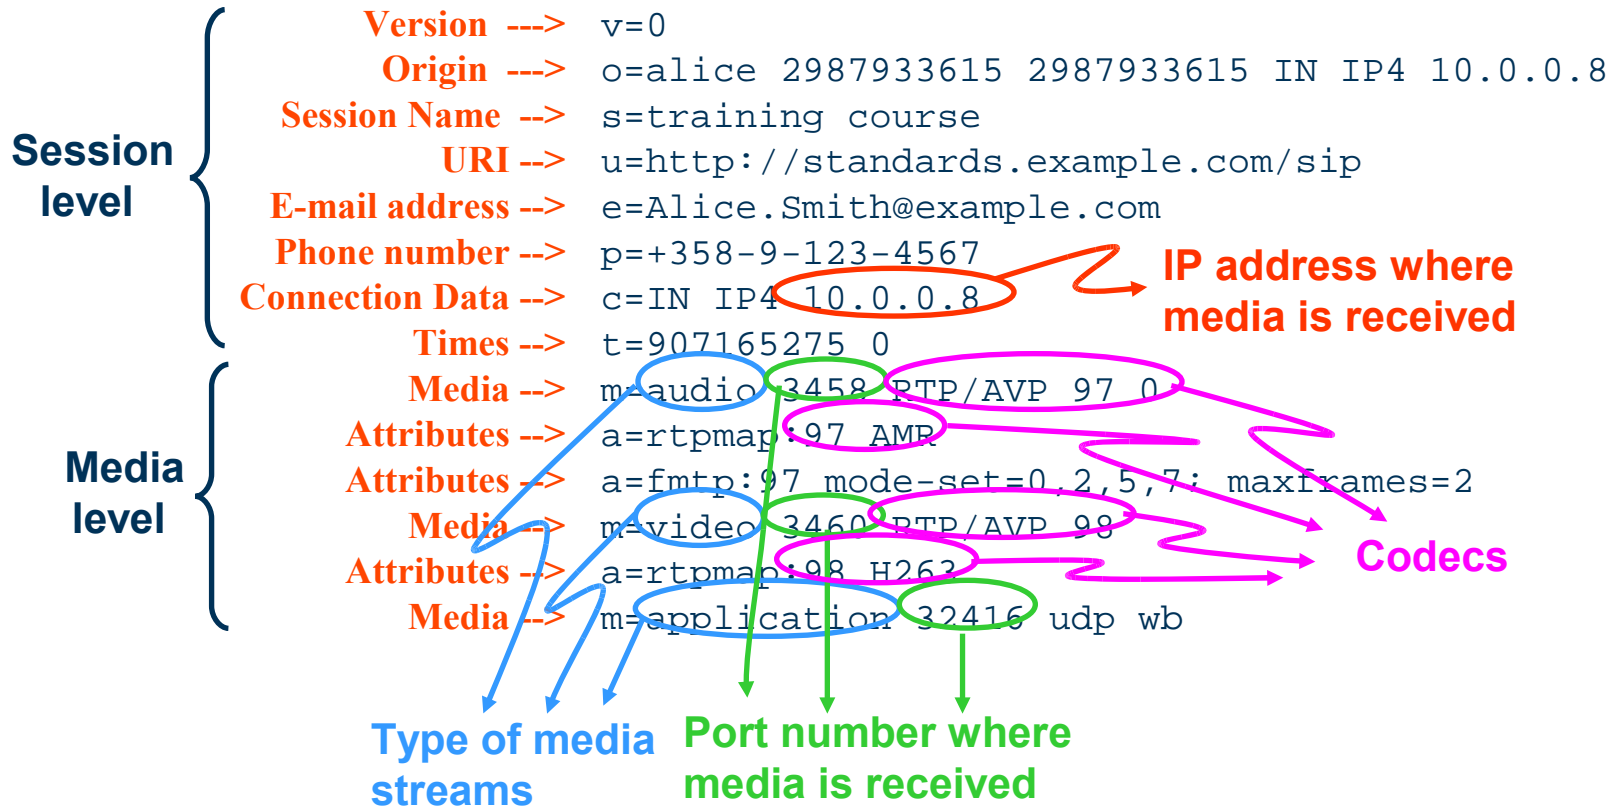 Version ---> v=0
Origin ---> o=alice 2987933615 2987933615 IN IP4 10.0.0.8
Session Name --> s=training course
URI --> u=http://standards.example.com/sip
E-mail address --> e=Alice.Smith@example.com
Phone number --> p=+358-9-123-4567
Connection Data --> c=IN IP4 10.0.0.8
Times --> t=907165275 0
Session
level
IP address where
media is received
Media --> m=audio 3458 RTP/AVP 97 0
Attributes --> a=rtpmap:97 AMR
Attributes --> a=fmtp:97 mode-set=0,2,5,7; maxframes=2
Media --> m=video 3460 RTP/AVP 98
Attributes --> a=rtpmap:98 H263
Media --> m=application 32416 udp wb
Media
level
Codecs
Type of media
streams
Port number where
media is received